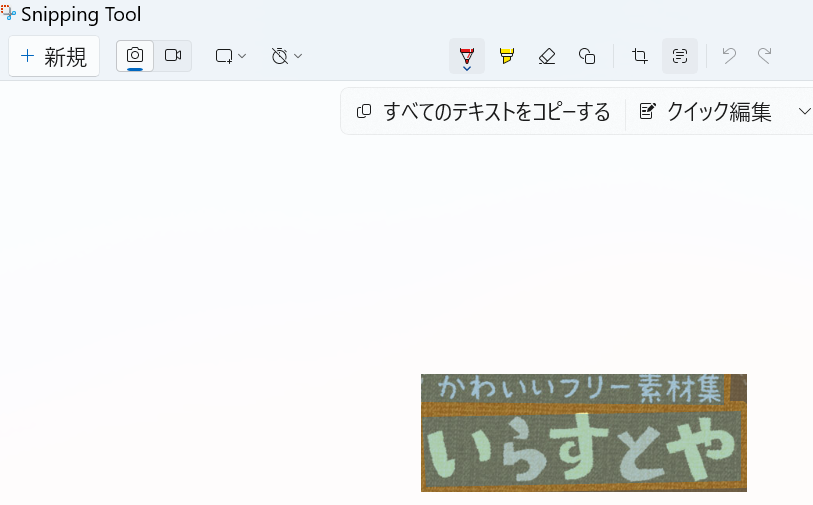 Snipping Tool
新規
すべてのテキストをコピーする クイック編集
かわいいフリー素材集
いらすとや